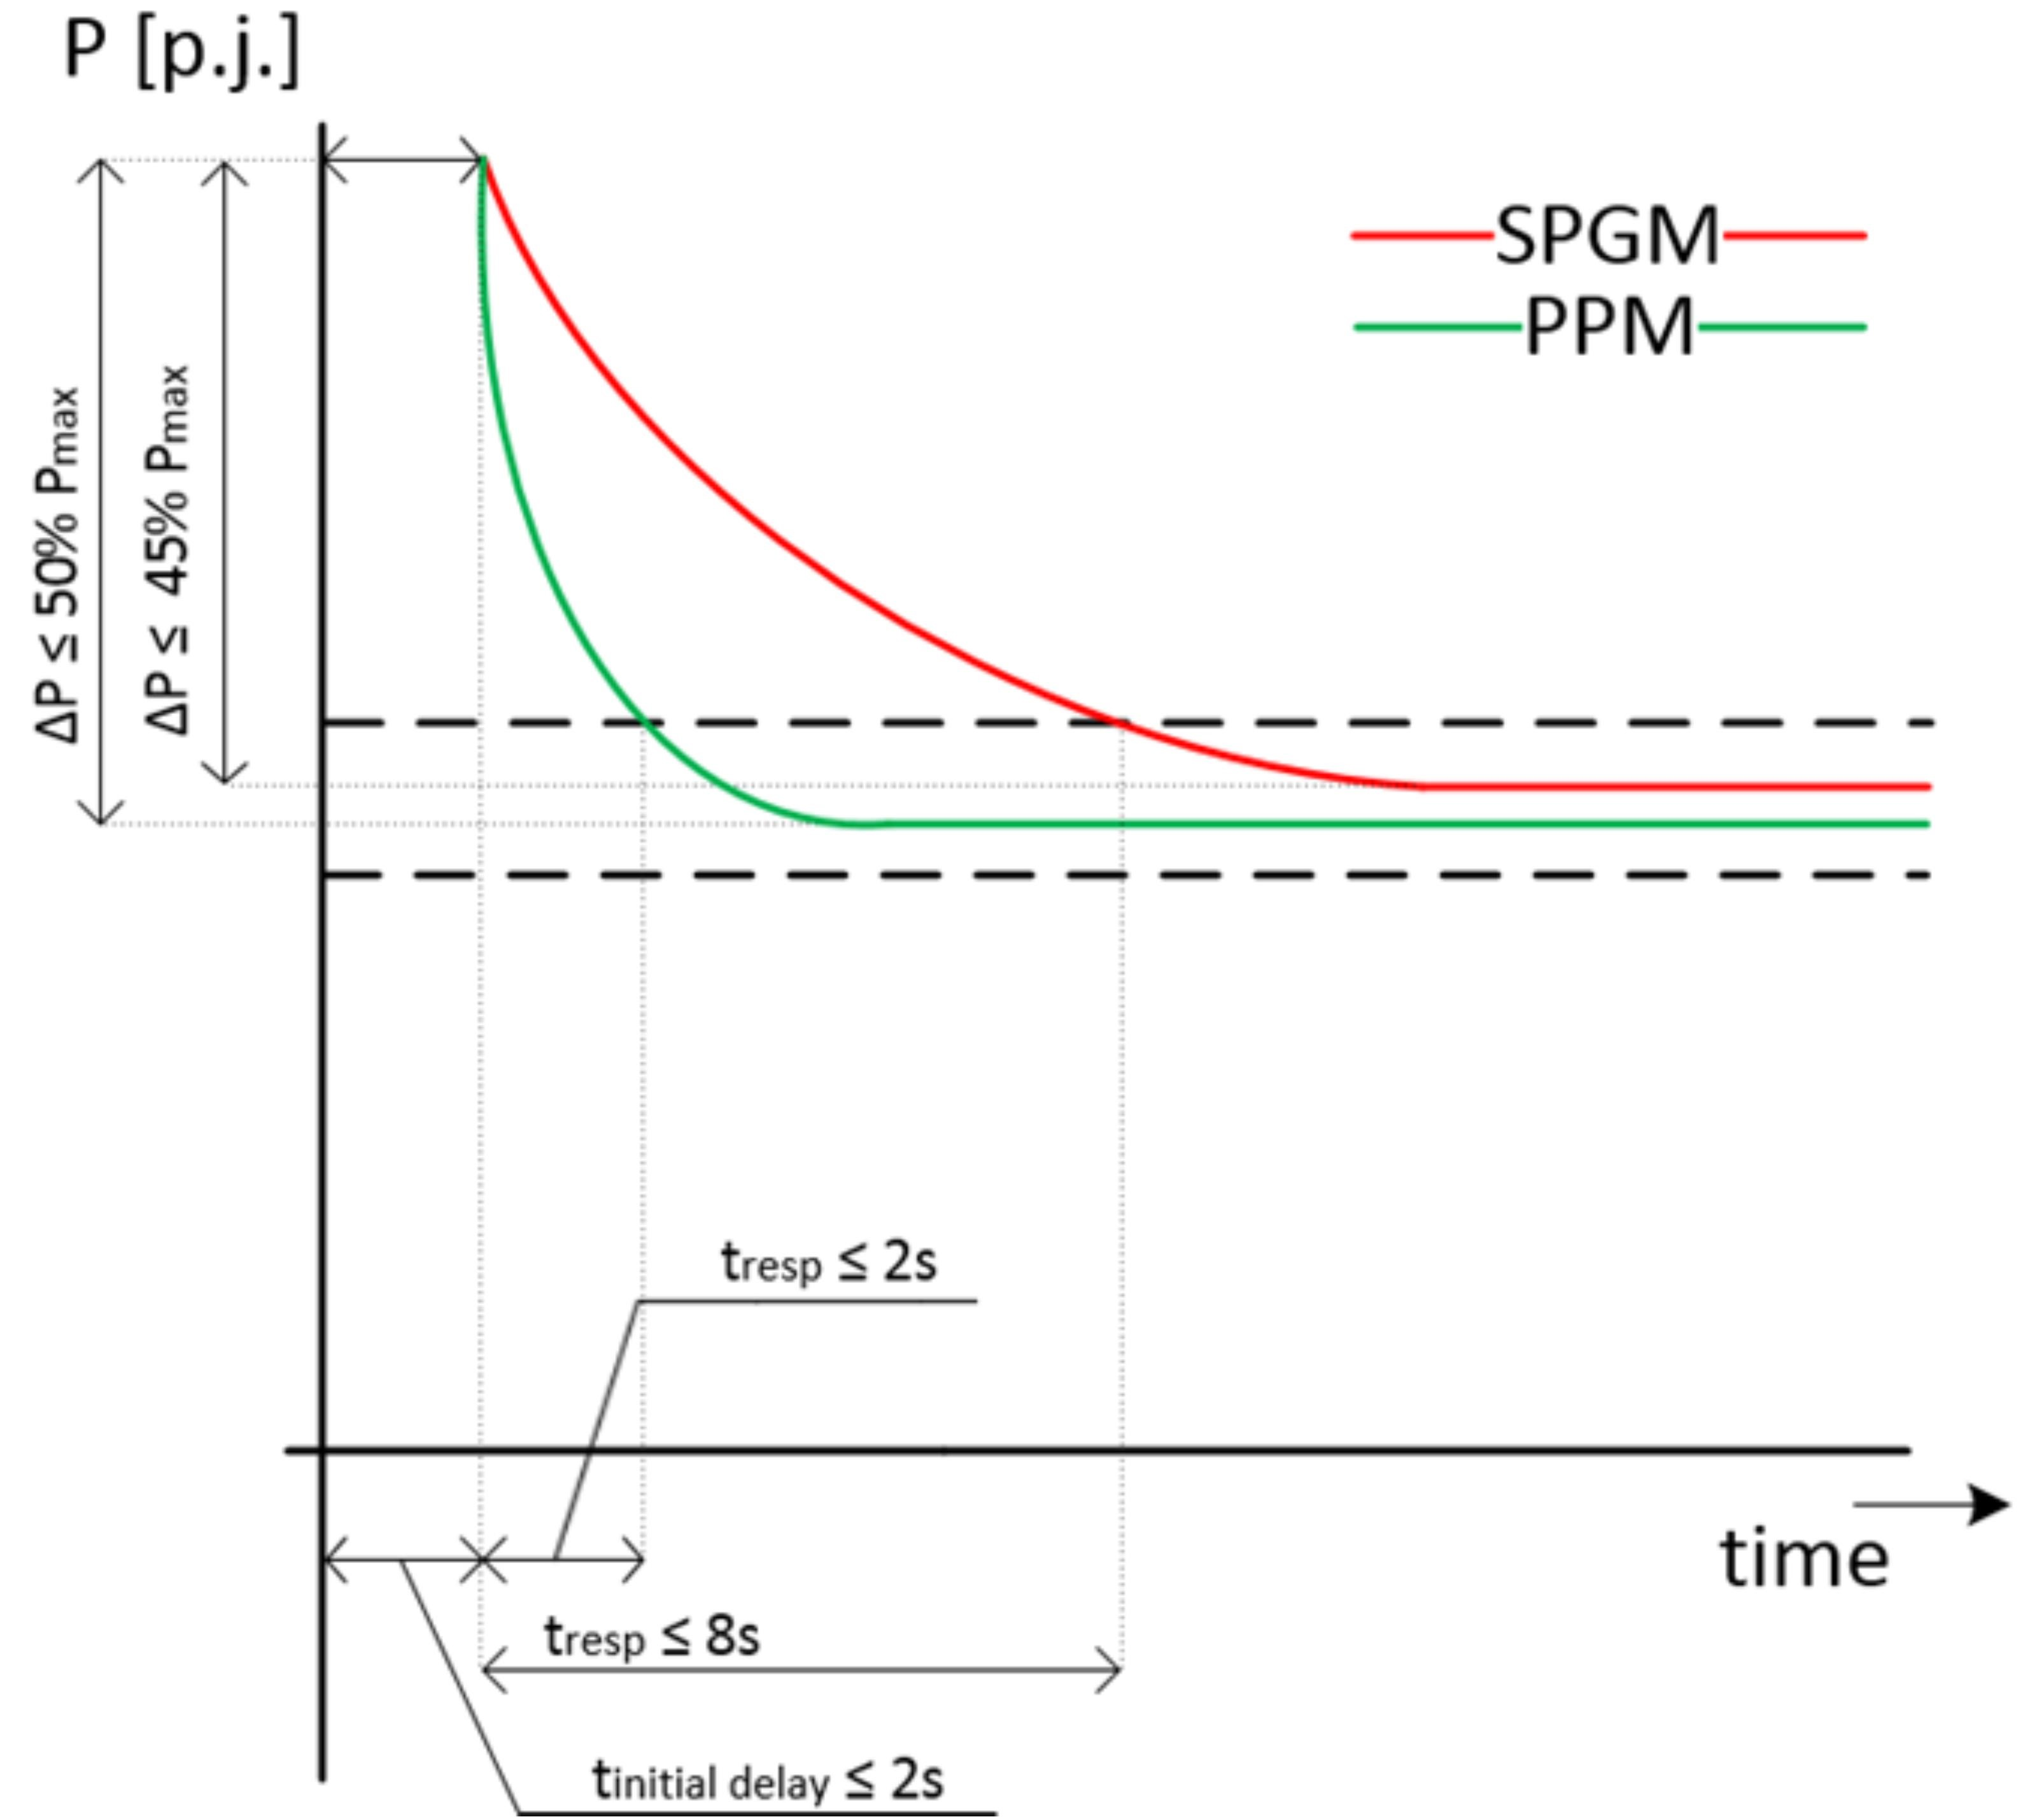 P [p.j.]
SPGM
PPM
ΔP ≤ 50% Pmax
ΔP ≤ 45% Pmax
tresp ≤ 2s
time
tresp ≤ 8s
tinitial delay ≤ 2s